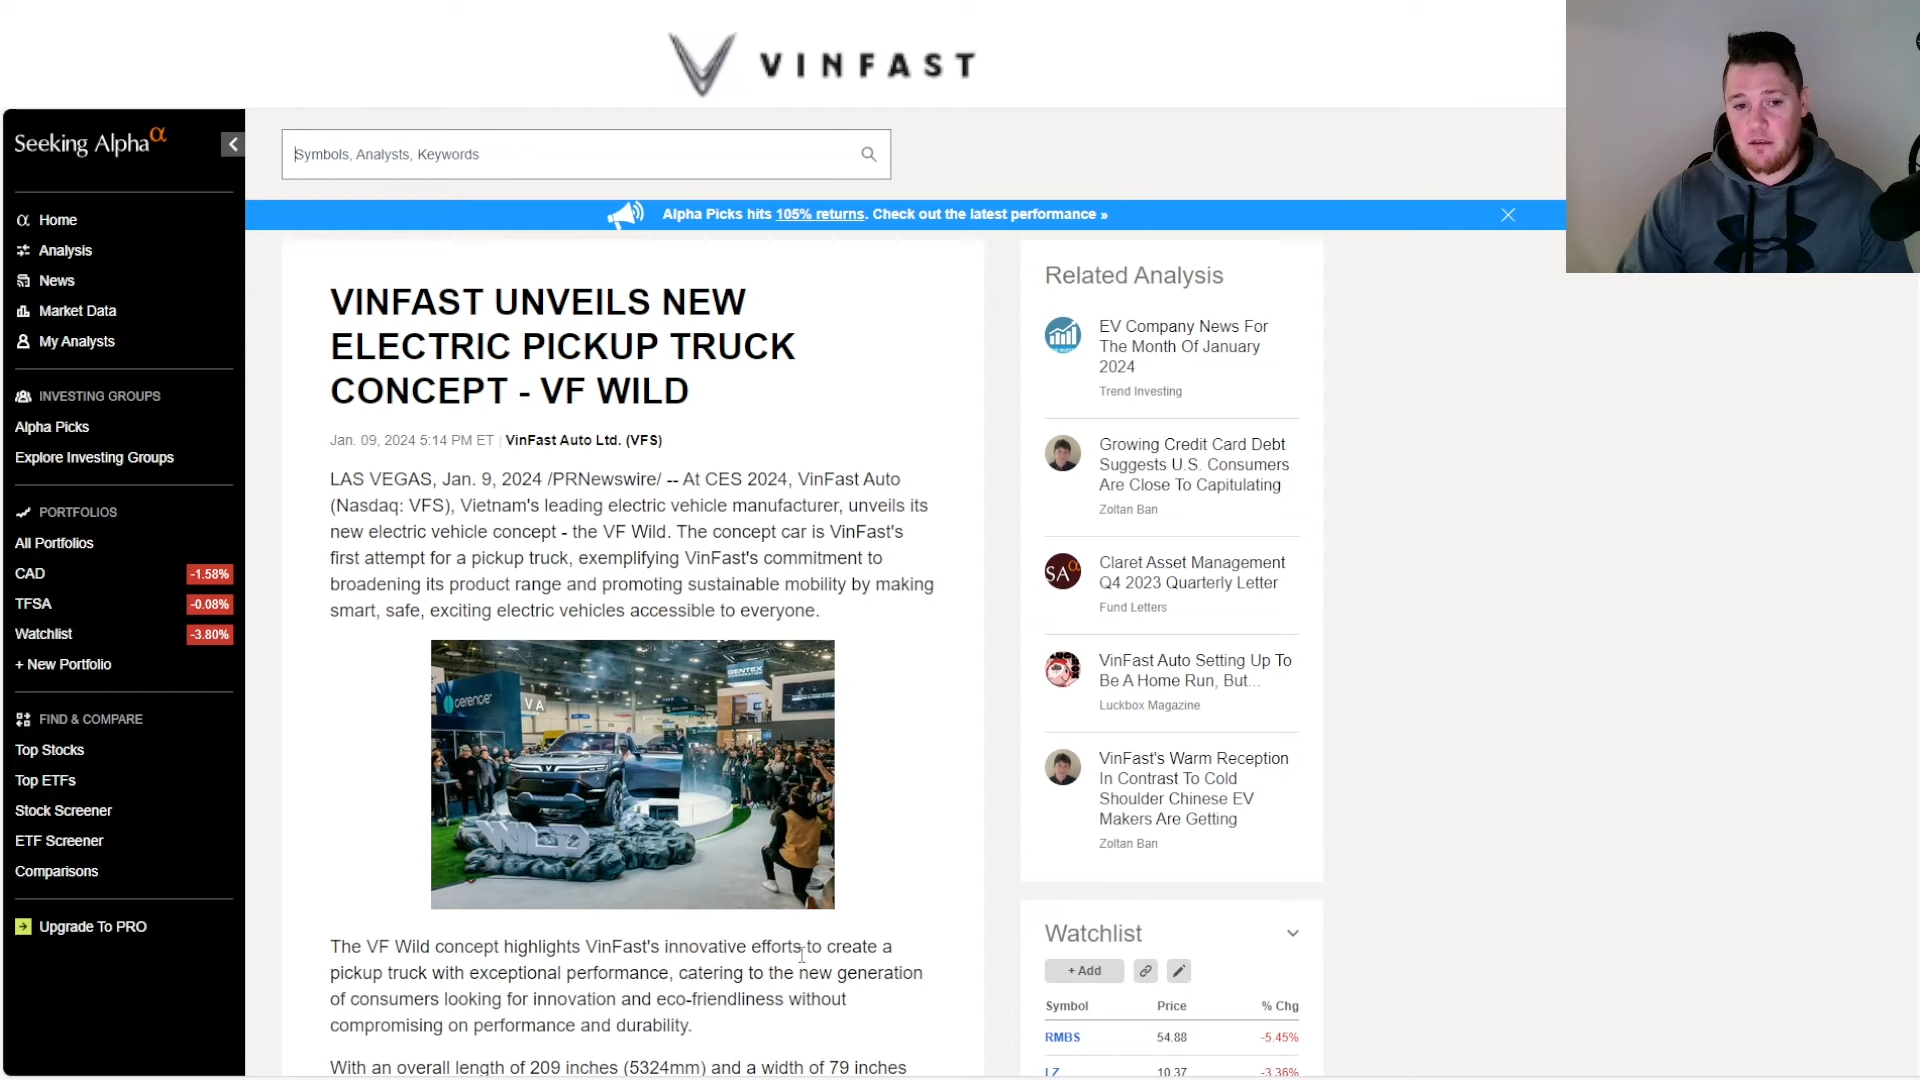 VINFAST
Seeking Alpha α
Symbols, Analysts, Keywords
Alpha Picks hits 105% returns. Check out the latest performance »
Home
Analysis
News
Market Data
My Analysts
INVESTING GROUPS
Alpha Picks
Explore Investing Groups
PORTFOLIOS
All Portfolios
CAD -1.58%
TFSA -0.08%
Watchlist -3.80%
+ New Portfolio
FIND & COMPARE
Top Stocks
Top ETFs
Stock Screener
ETF Screener
Comparisons
Upgrade To PRO
VINFAST UNVEILS NEW
ELECTRIC PICKUP TRUCK
CONCEPT - VF WILD
Jan. 09, 2024 5:14 PM ET | VinFast Auto Ltd. (VFS)
LAS VEGAS, Jan. 9, 2024 /PRNewswire/ -- At CES 2024, VinFast Auto
(Nasdaq: VFS), Vietnam's leading electric vehicle manufacturer, unveils its
new electric vehicle concept - the VF Wild. The concept car is VinFast's
first attempt for a pickup truck, exemplifying VinFast's commitment to
broadening its product range and promoting sustainable mobility by making
smart, safe, exciting electric vehicles accessible to everyone.
cerence
VA
GENTEX
CORPORATION
WILD
The VF Wild concept highlights VinFast's innovative efforts to create a
pickup truck with exceptional performance, catering to the new generation
of consumers looking for innovation and eco-friendliness without
compromising on performance and durability.
With an overall length of 209 inches (5324mm) and a width of 79 inches
Related Analysis
EV Company News For
The Month Of January
2024
Trend Investing
Growing Credit Card Debt
Suggests U.S. Consumers
Are Close To Capitulating
Zoltan Ban
SAα
Claret Asset Management
Q4 2023 Quarterly Letter
Fund Letters
VinFast Auto Setting Up To
Be A Home Run, But...
Luckbox Magazine
VinFast's Warm Reception
In Contrast To Cold
Shoulder Chinese EV
Makers Are Getting
Zoltan Ban
Watchlist
+ Add
Symbol Price % Chg
RMBS 54.88 -5.45%
LZ 10.37 -3.36%